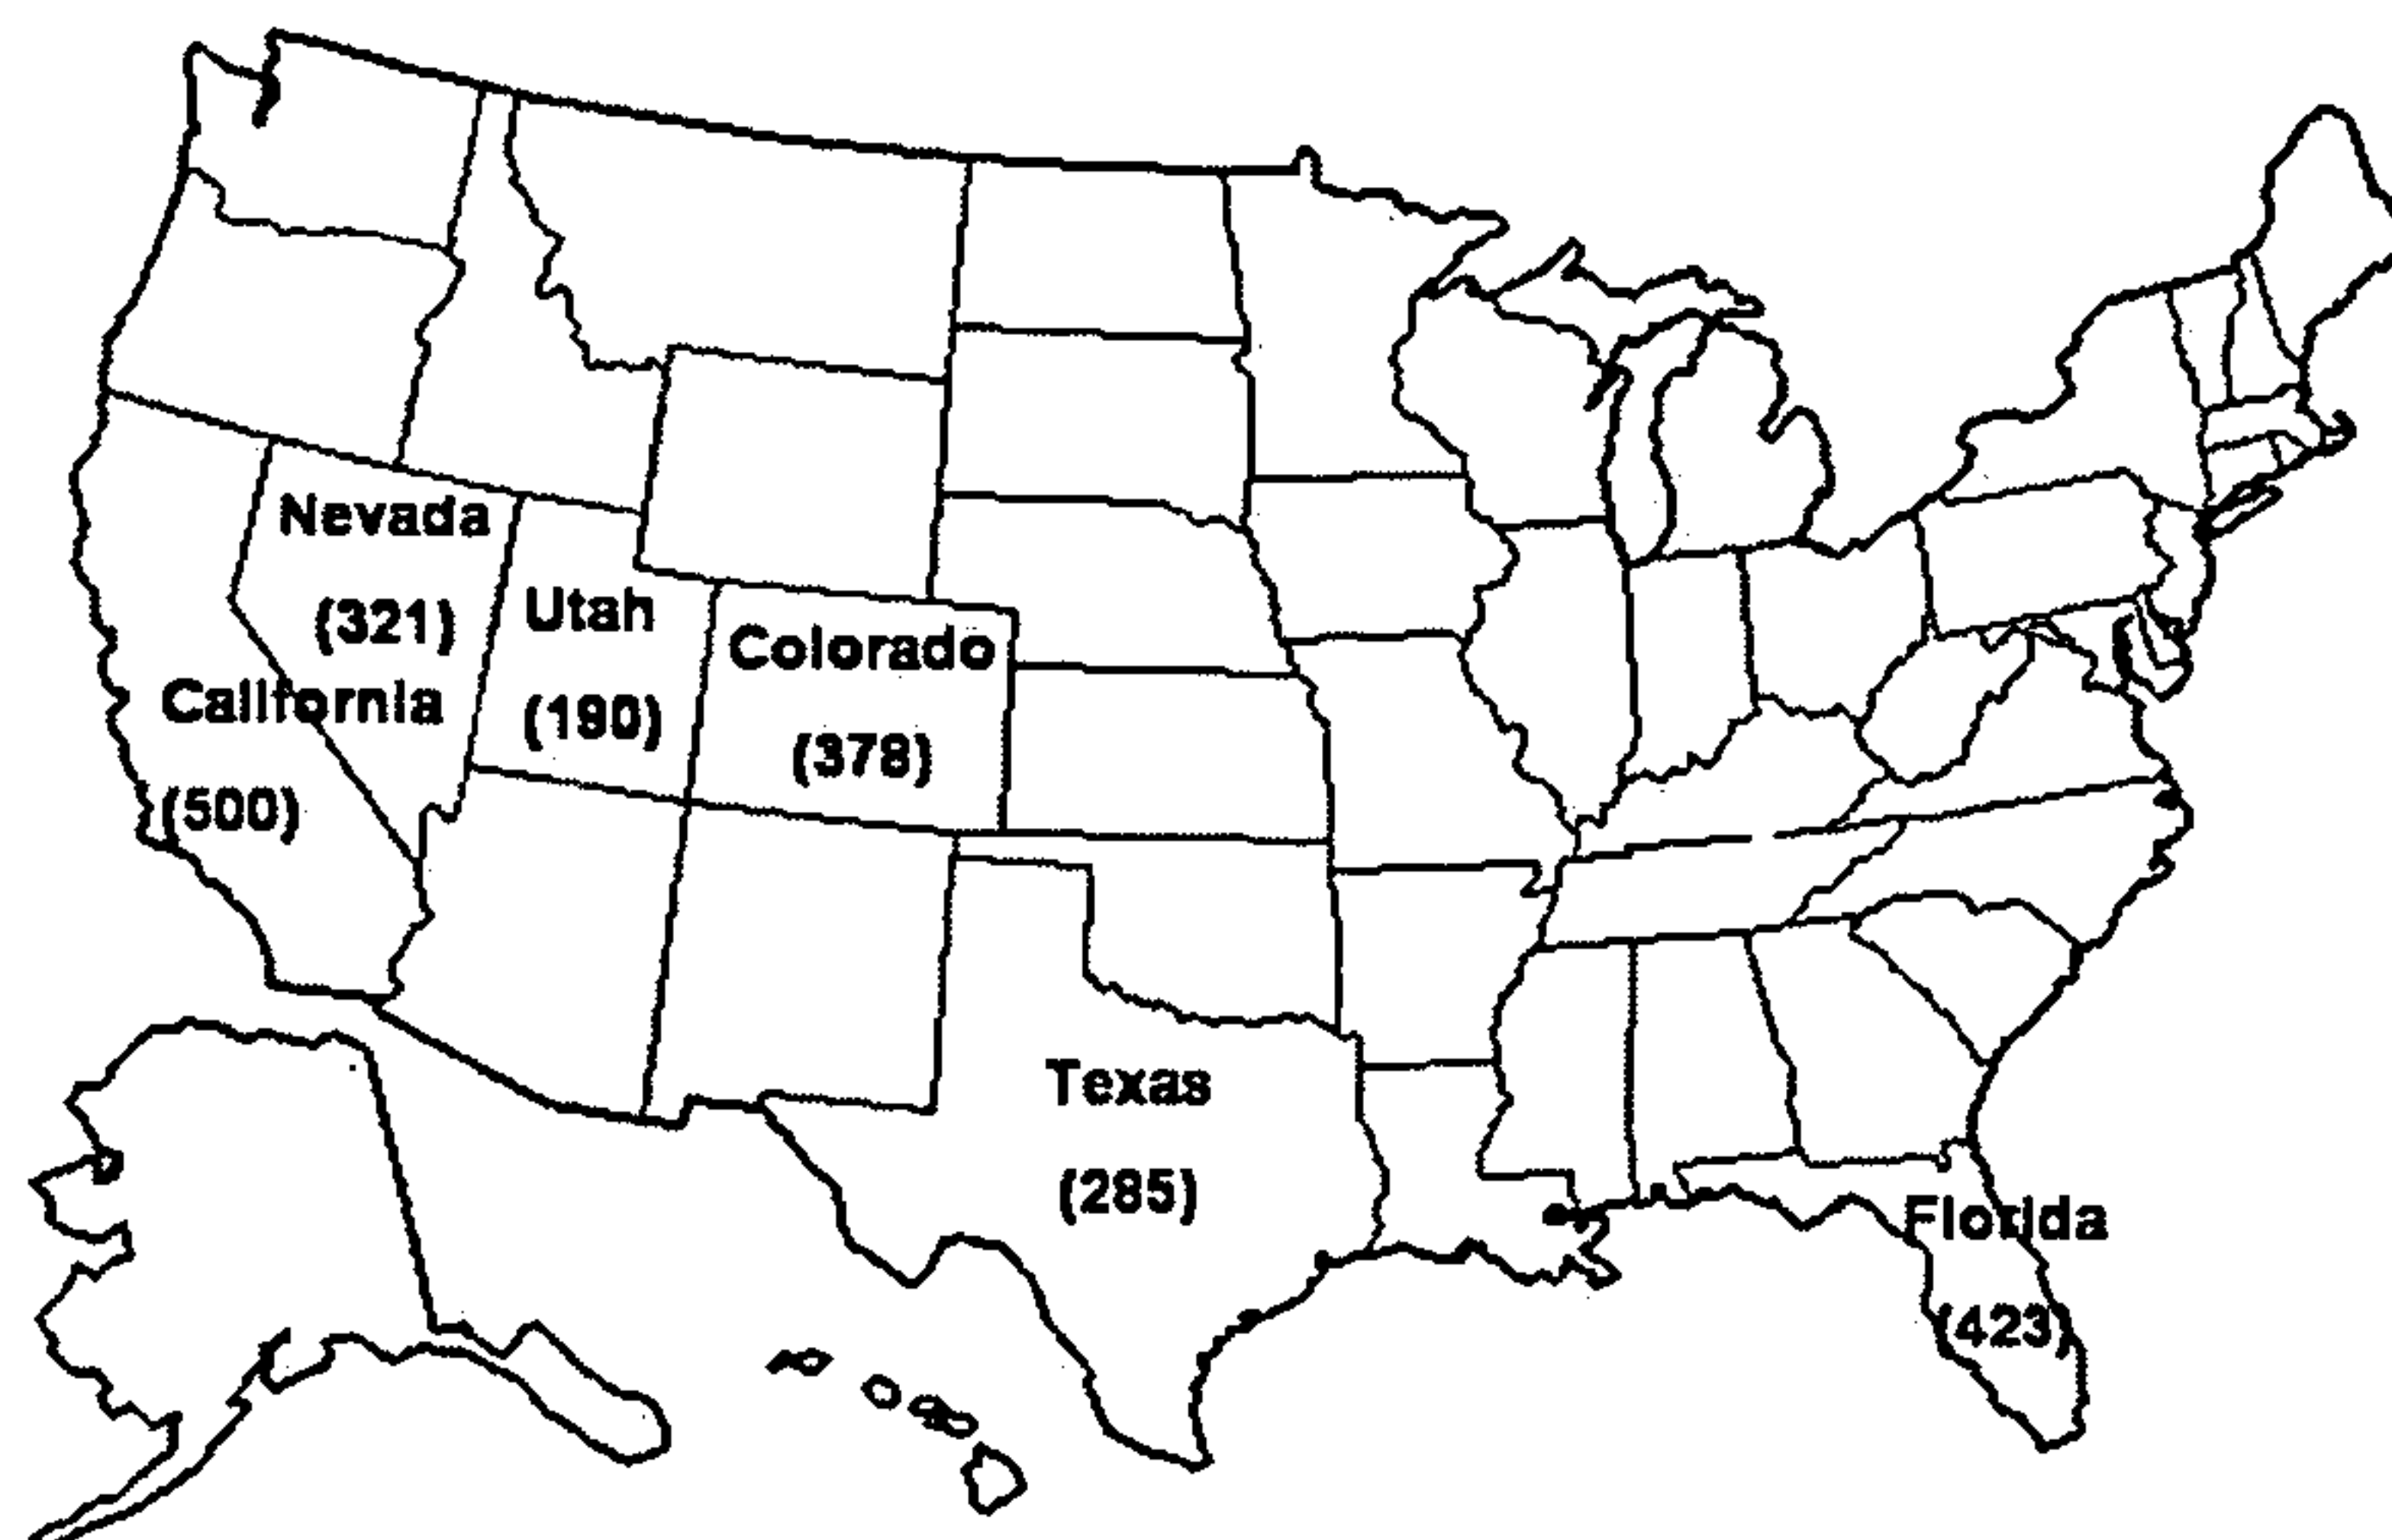 Nevada
(321)
Utah
(190)
Colorado
(378)
California
(500)
Texas
(285)
Florida
(423)